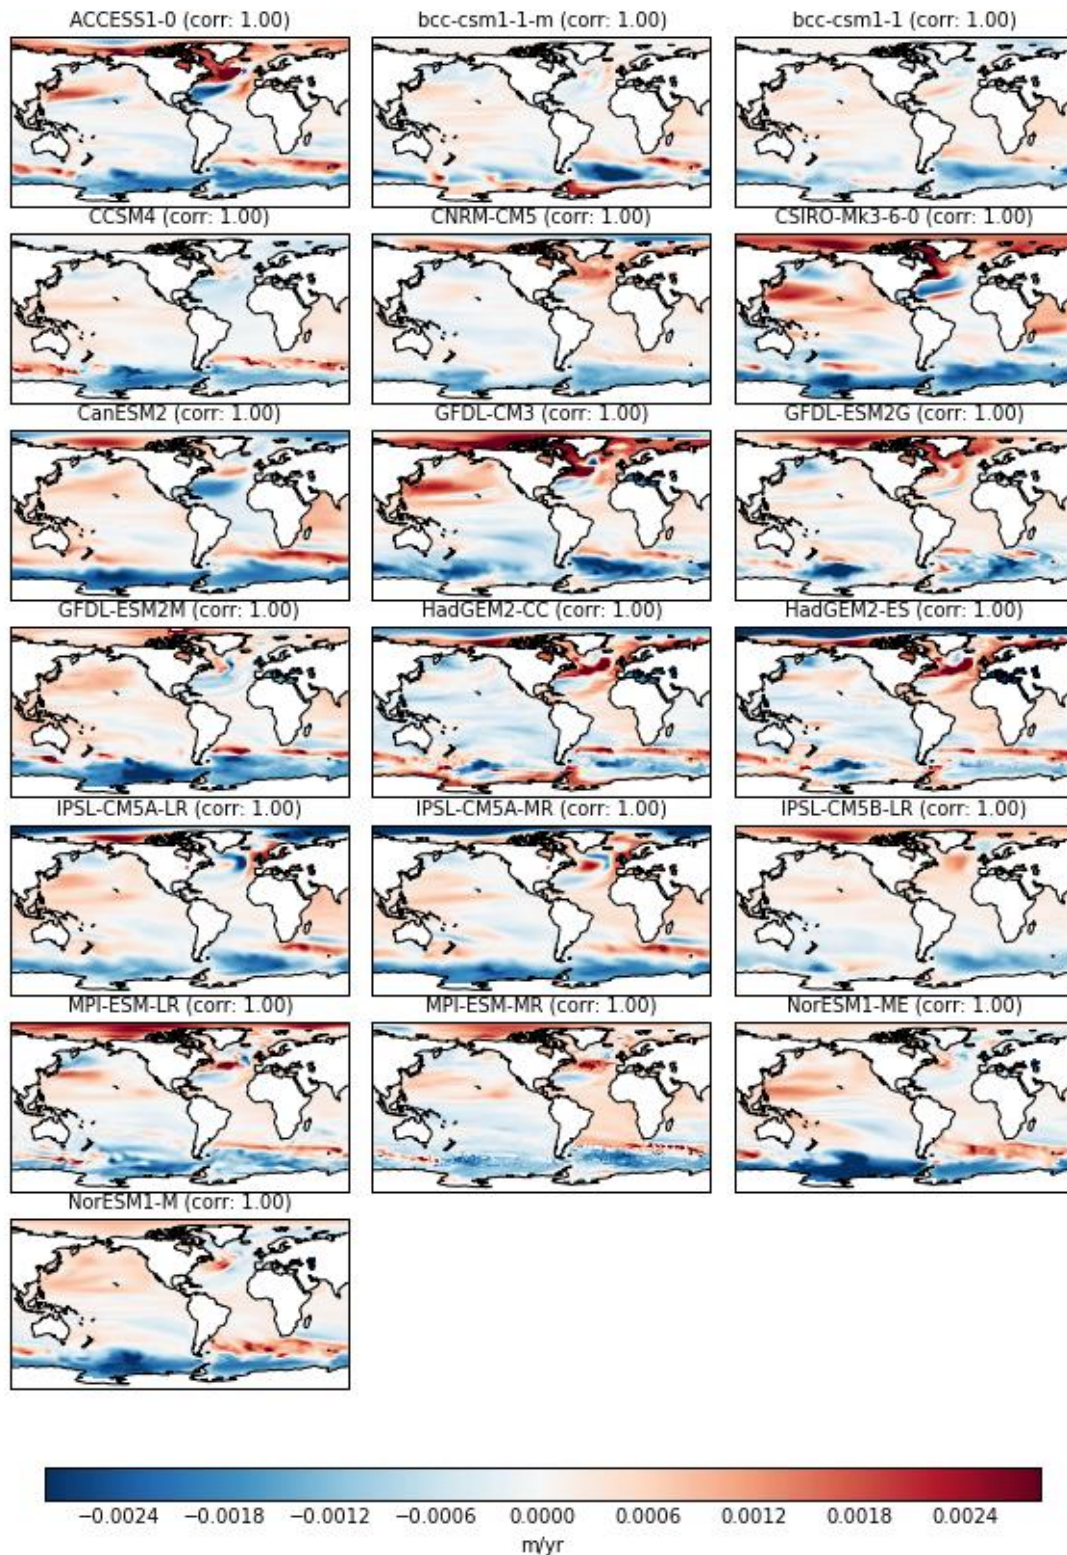 ACCESS1-0 (corr: 1.00)
bcc-csm1-1-m (corr: 1.00)
bcc-csm1-1 (corr: 1.00)
CCSM4 (corr: 1.00)
CNRM-CM5 (corr: 1.00)
CSIRO-Mk3-6-0 (corr: 1.00)
CanESM2 (corr: 1.00)
GFDL-CM3 (corr: 1.00)
GFDL-ESM2G (corr: 1.00)
GFDL-ESM2M (corr: 1.00)
HadGEM2-CC (corr: 1.00)
HadGEM2-ES (corr: 1.00)
IPSL-CM5A-LR (corr: 1.00)
IPSL-CM5A-MR (corr: 1.00)
IPSL-CM5B-LR (corr: 1.00)
MPI-ESM-LR (corr: 1.00)
MPI-ESM-MR (corr: 1.00)
NorESM1-ME (corr: 1.00)
NorESM1-M (corr: 1.00)
−0.0024 −0.0018 −0.0012 −0.0006 0.0000 0.0006 0.0012 0.0018 0.0024
m/yr